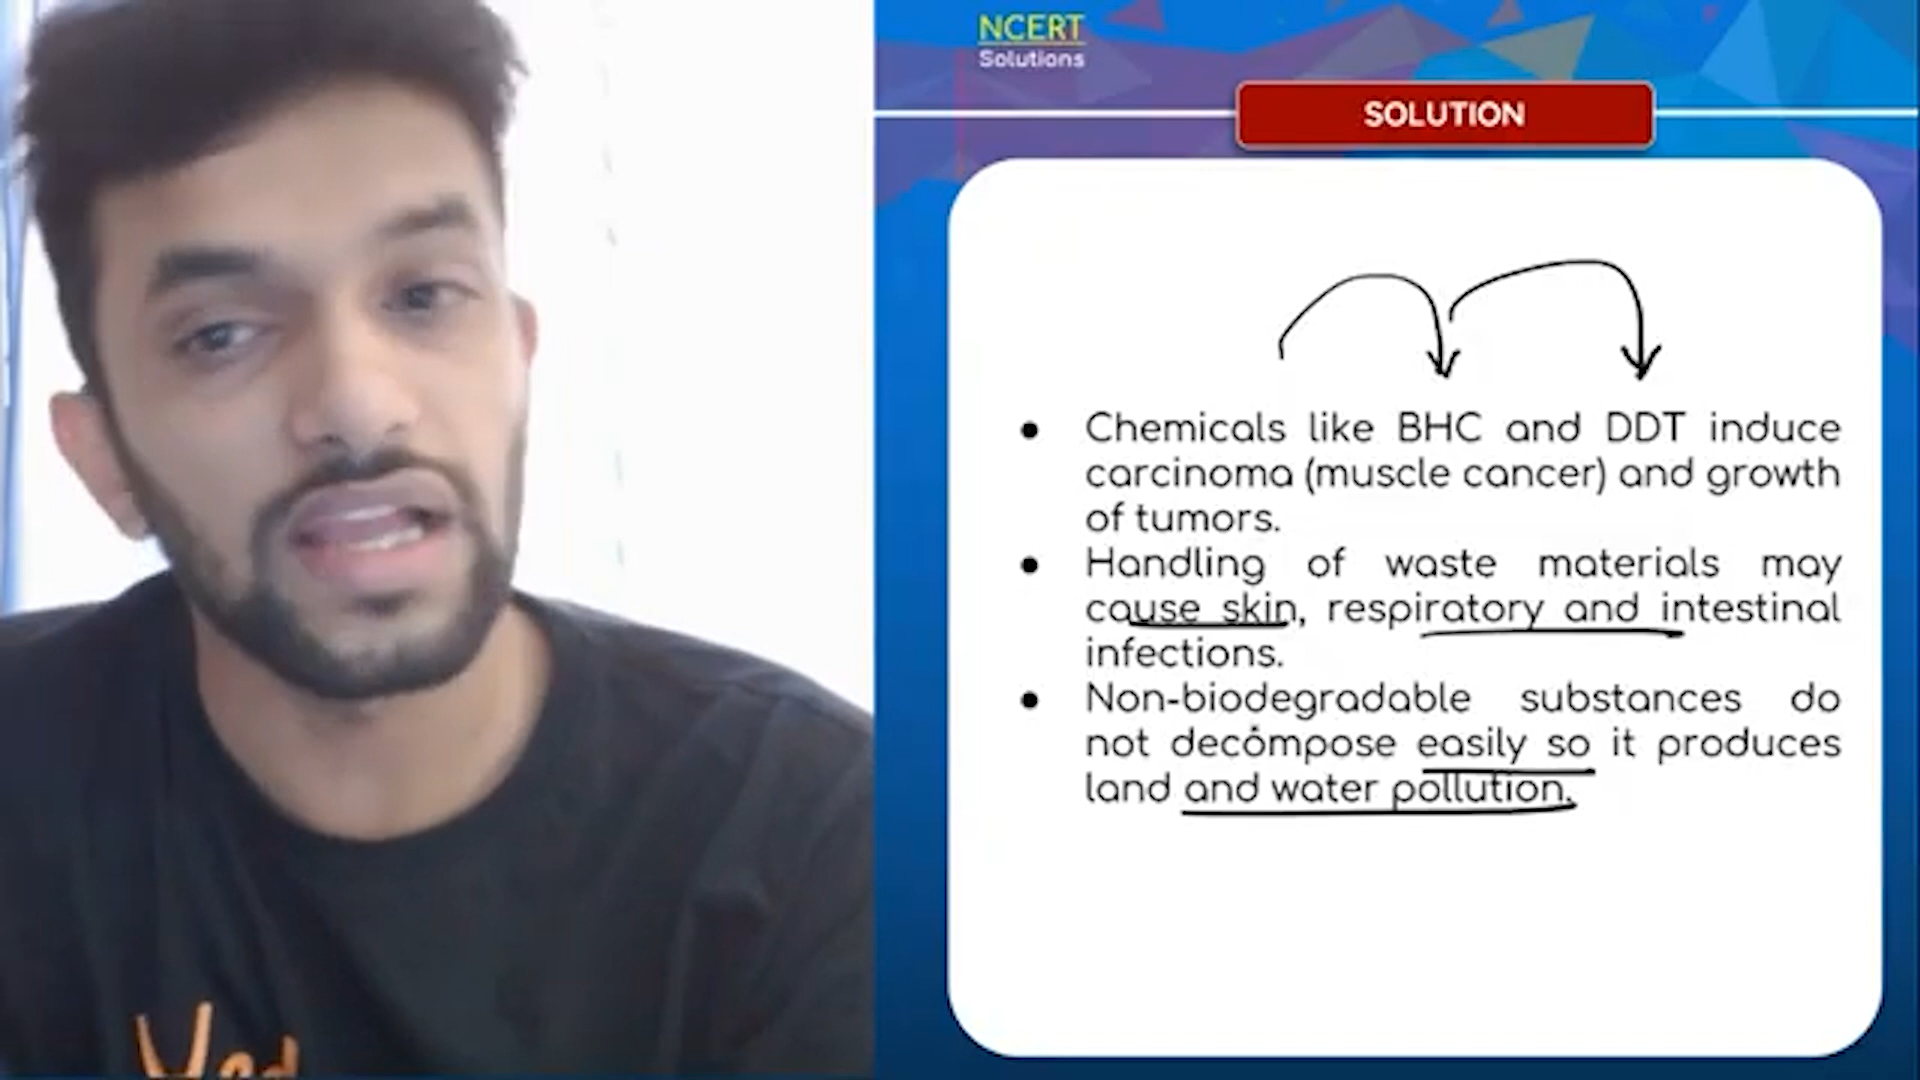 NCERT
Solutions
SOLUTION
• Chemicals like BHC and DDT induce
carcinoma (muscle cancer) and growth
of tumors.
• Handling of waste materials may
cause skin, respiratory and intestinal
infections.
• Non-biodegradable substances do
not decompose easily so it produces
land and water pollution.
Ved